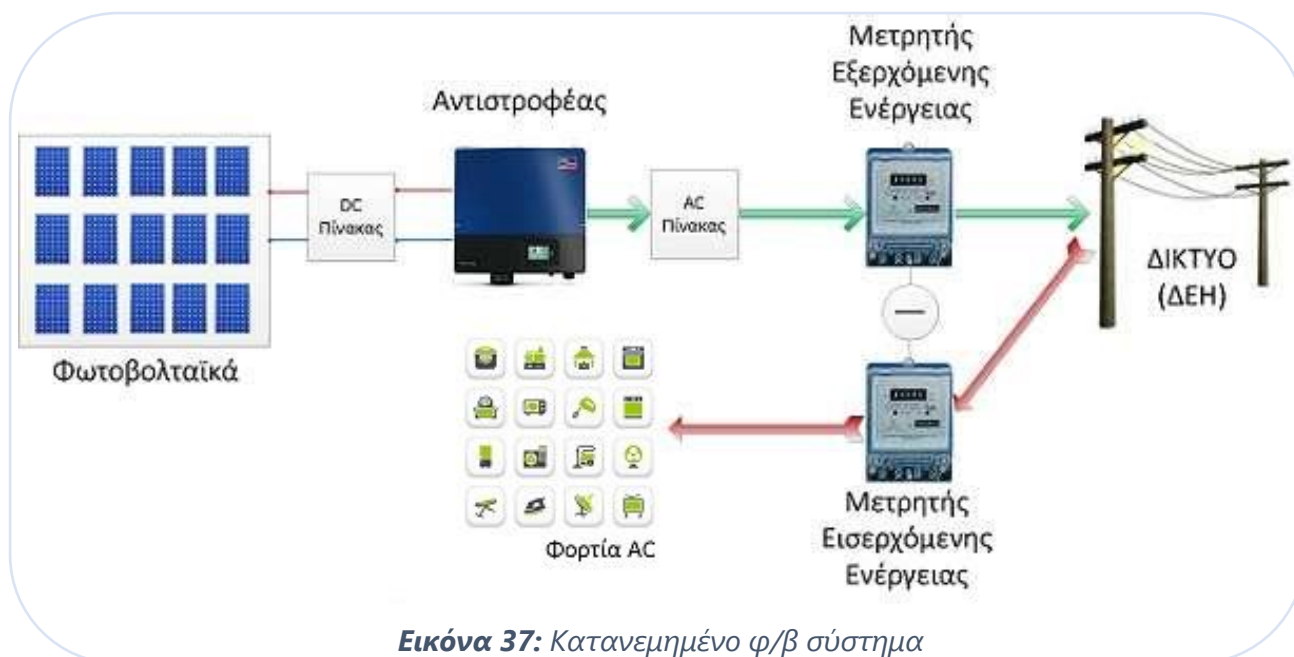 Μετρητής
Εξερχόμενης
Ενέργειας
Αντιστροφέας
DC
Πίνακας
AC
Πίνακας
ΔΙΚΤΥΟ
(ΔΕΗ)
Φωτοβολταϊκά
Φορτία AC
Μετρητής
Εισερχόμενης
Ενέργειας
Εικόνα 37: Κατανεμημένο φ/β σύστημα